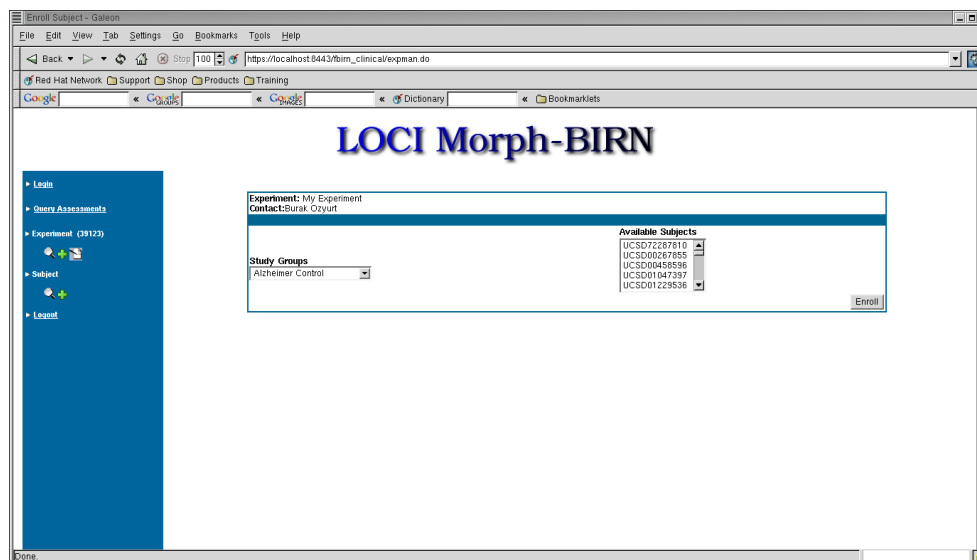 Enroll Subject - Galeon
File Edit View Tab Settings Go Bookmarks Tools Help
Back Stop 100 https://localhost:8443/fbirn_clinical/expman.do
Red Hat Network Support Shop Products Training
Google « Google GROUPS « Google IMAGES « Dictionary « Bookmarklets
LOCI Morph-BIRN
Login
Query Assessments
Experiment (39123)
Subject
Logout
Experiment: My Experiment
Contact:Burak Ozyurt
Study Groups
Alzheimer Control
Available Subjects
UCSD72287810
UCSD00267855
UCSD00458596
UCSD01047397
UCSD01229536
Enroll
Done.